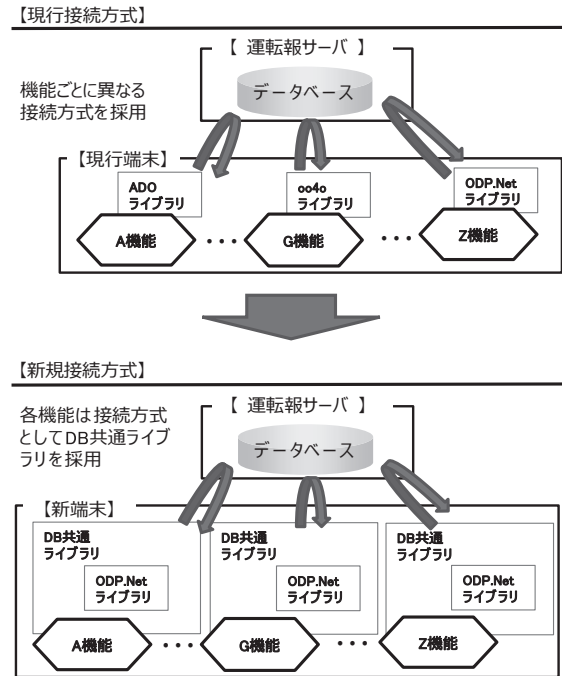 【現行接続方式】
【 運転報サーバ 】
データベース
機能ごとに異なる
接続方式を採用
【現行端末】
ADO
ライブラリ
oo4o
ライブラリ
ODP.Net
ライブラリ
A機能
・・・
G機能
・・・
Z機能
【新規接続方式】
【 運転報サーバ 】
データベース
各機能は接続方式
としてDB共通ライブ
ラリを採用
【新端末】
DB共通
ライブラリ
ODP.Net
ライブラリ
DB共通
ライブラリ
ODP.Net
ライブラリ
DB共通
ライブラリ
ODP.Net
ライブラリ
A機能
・・・
G機能
・・・
Z機能